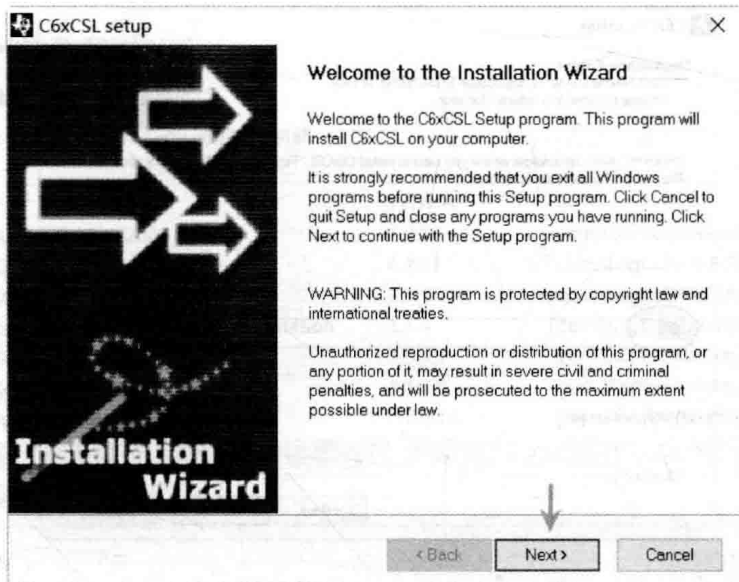 C6xCSL setup
Welcome to the Installation Wizard
Welcome to the C6xCSL Setup program. This program will
install C6xCSL on your computer.
It is strongly recommended that you exit all Windows
programs before running this Setup program. Click Cancel to
quit Setup and close any programs you have running. Click
Next to continue with the Setup program.
WARNING: This program is protected by copyright law and
international treaties.
Unauthorized reproduction or distribution of this program, or
any portion of it, may result in severe civil and criminal
penalties, and will be prosecuted to the maximum extent
possible under law.
Installation
Wizard
< Back
Next >
Cancel